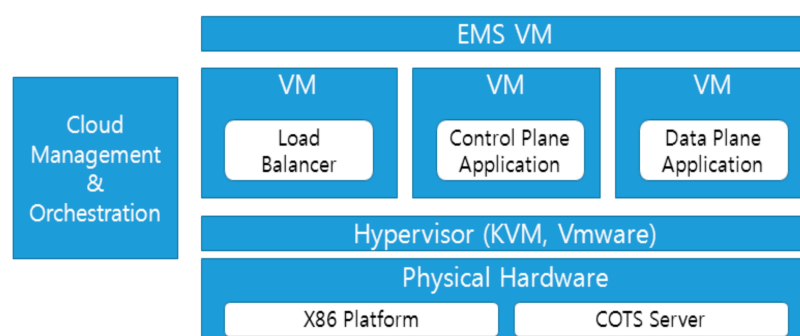 EMS VM
Cloud
Management
&
Orchestration
VM
Load
Balancer
VM
Control Plane
Application
VM
Data Plane
Application
Hypervisor (KVM, Vmware)
Physical Hardware
X86 Platform
COTS Server